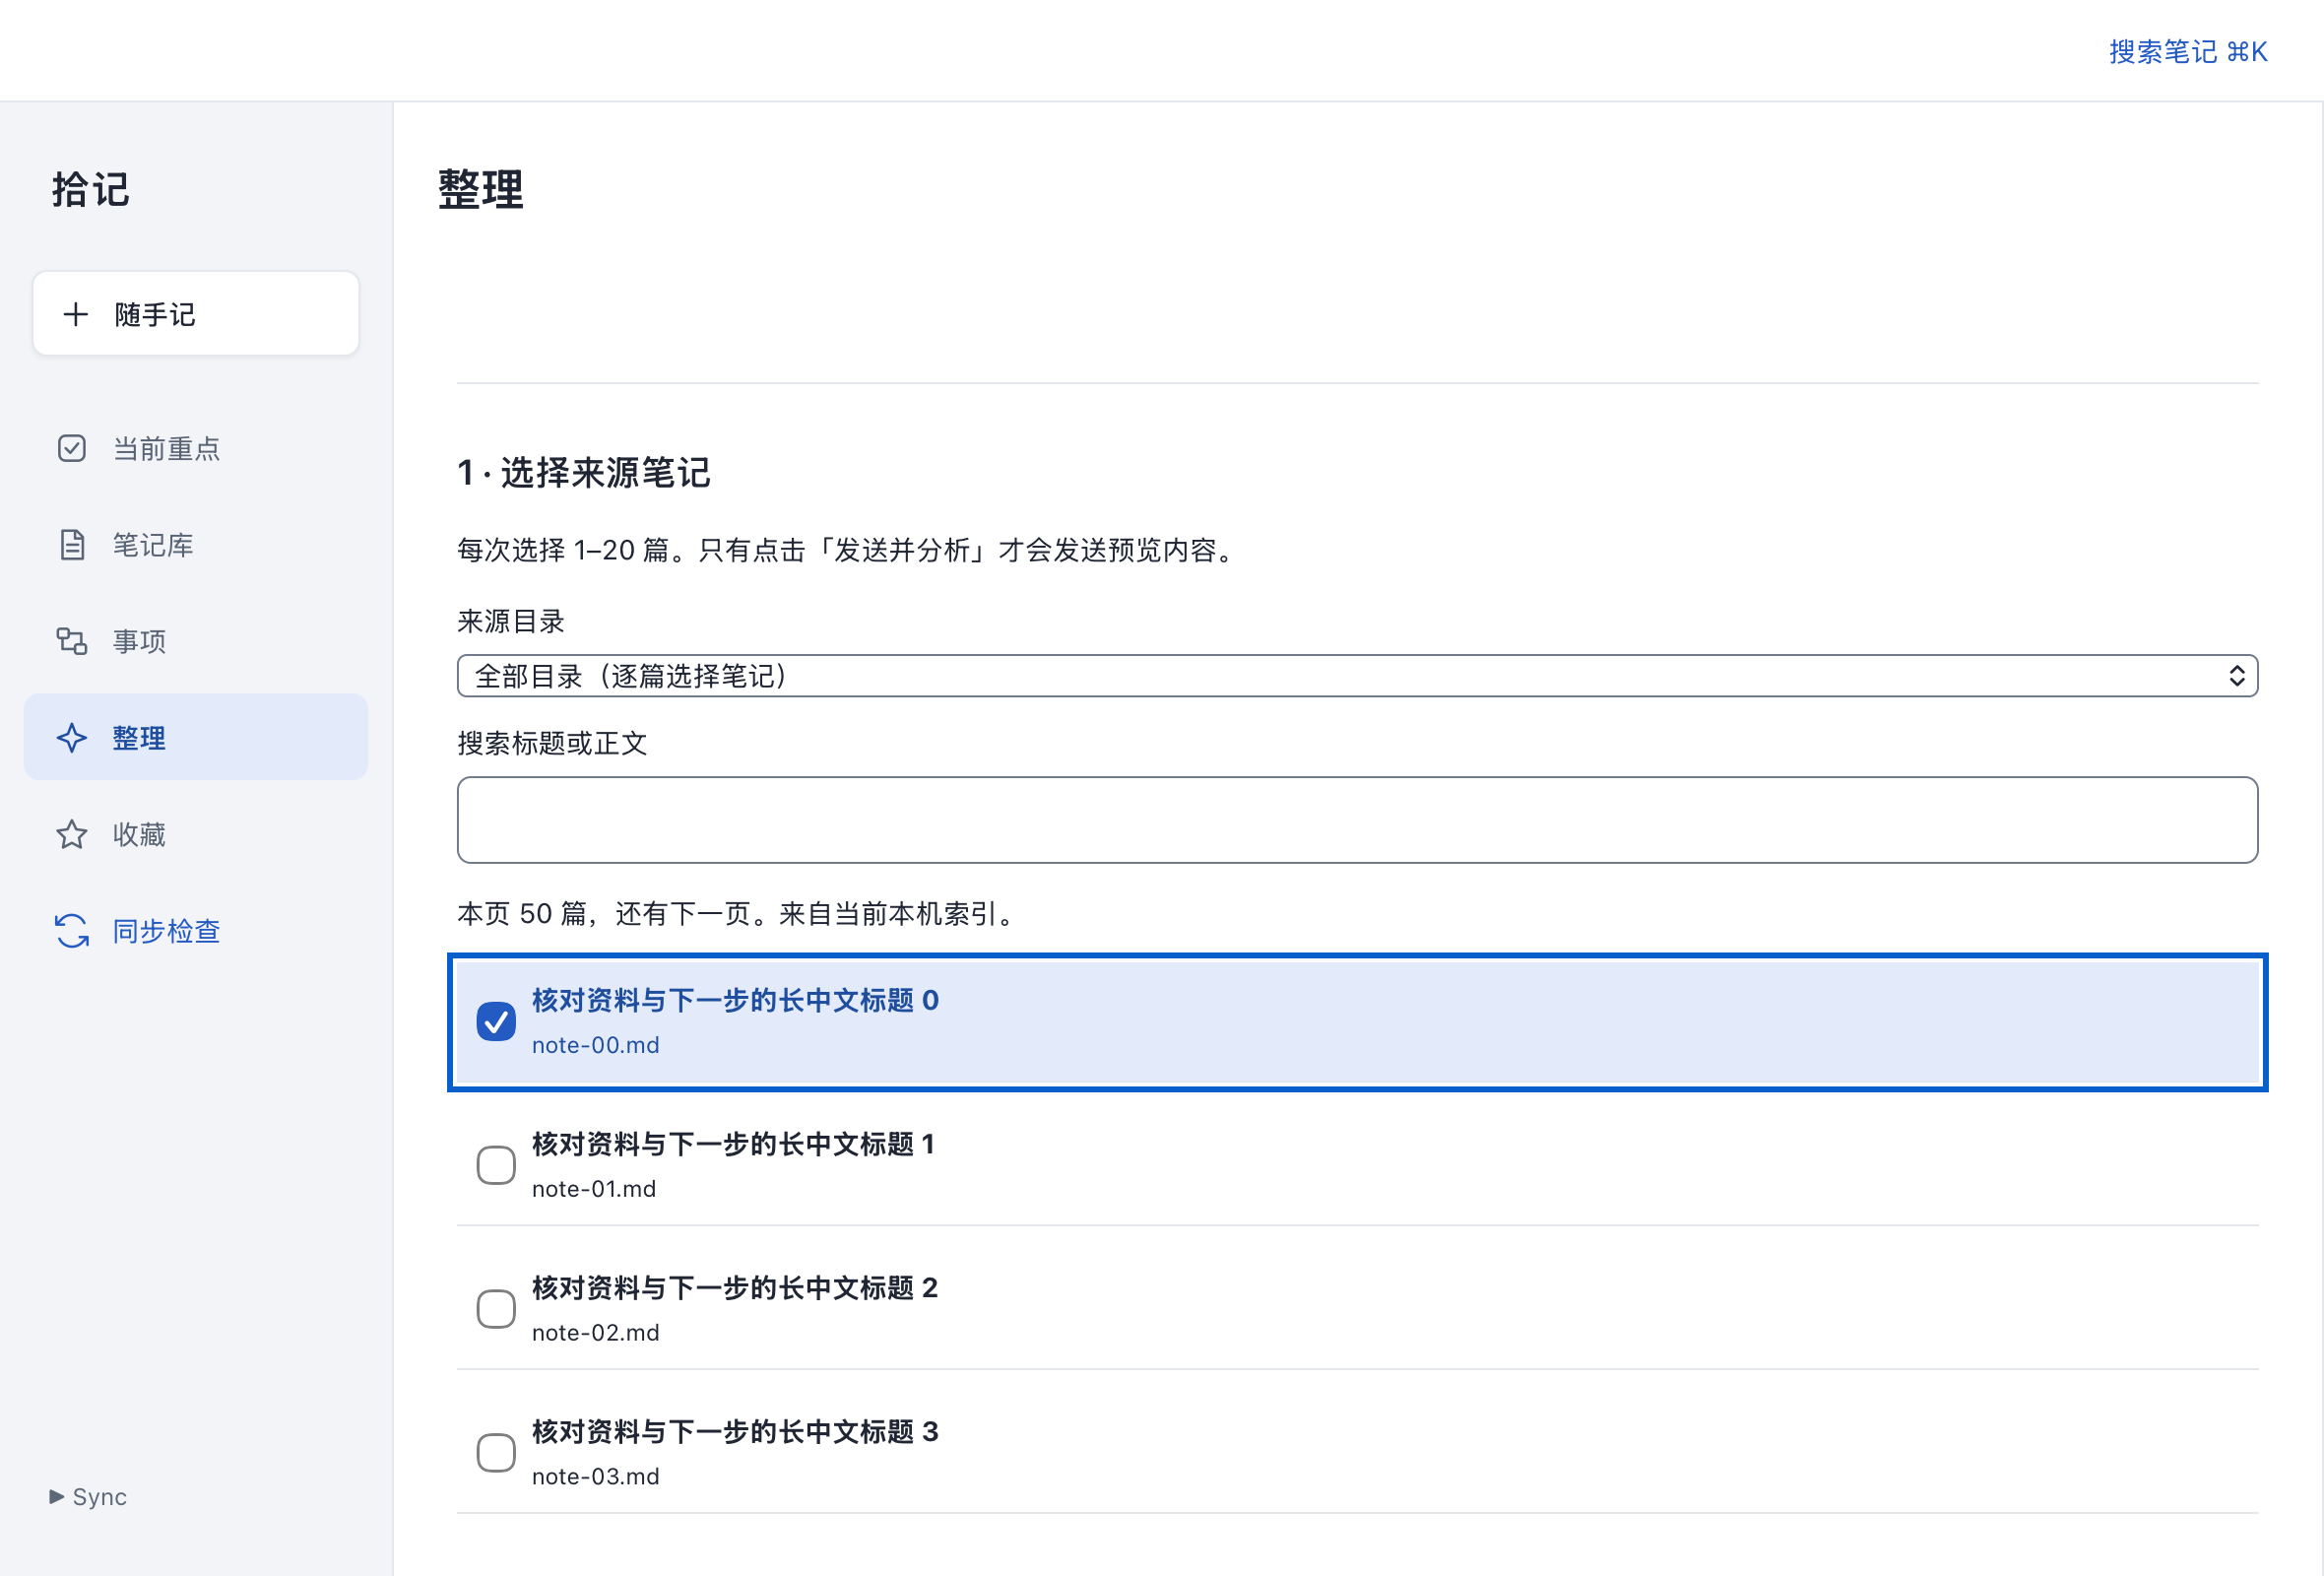 搜索笔记 ⌘K
拾记
随手记
当前重点
笔记库
事项
整理
收藏
同步检查
Sync
整理
1 · 选择来源笔记
每次选择 1–20 篇。只有点击「发送并分析」才会发送预览内容。
来源目录
全部目录（逐篇选择笔记）
搜索标题或正文
本页 50 篇，还有下一页。来自当前本机索引。
核对资料与下一步的长中文标题 0
note-00.md
核对资料与下一步的长中文标题 1
note-01.md
核对资料与下一步的长中文标题 2
note-02.md
核对资料与下一步的长中文标题 3
note-03.md